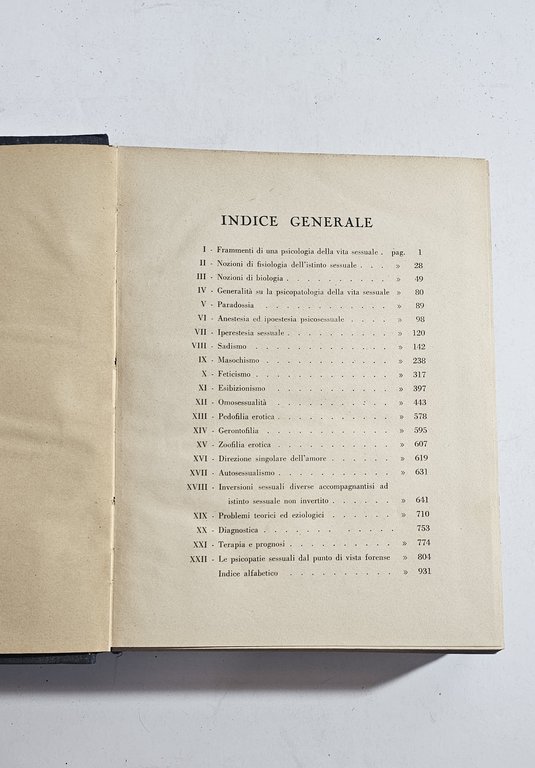 INDICE GENERALE
I - Frammenti di una psicologia della vita sessuale . pag. 1
II - Nozioni di fisiologia dell'istinto sessuale . . . » 28
III - Nozioni di biologia . . . . . . . . . » 49
IV - Generalità su la psicopatologia della vita sessuale » 80
V - Paradossia . . . . . . . . . . . » 89
VI - Anestesia ed ipoestesia psicosessuale . . . . » 98
VII - Iperestesia sessuale . . . . . . . . . » 120
VIII - Sadismo . . . . . . . . . . . » 142
IX - Masochismo . . . . . . . . . . . » 238
X - Feticismo . . . . . . . . . . . » 317
XI - Esibizionismo . . . . . . . . . . » 397
XII - Omosessualità . . . . . . . . . . » 443
XIII - Pedofilia erotica . . . . . . . . . . » 578
XIV - Gerontofilia . . . . . . . . . . . » 595
XV - Zoofilia erotica . . . . . . . . . . » 607
XVI - Direzione singolare dell'amore . . . . . . » 619
XVII - Autosessualismo . . . . . . . . . . » 631
XVIII - Inversioni sessuali diverse accompagnantisi ad
istinto sessuale non invertito . . . . . . » 641
XIX - Problemi teorici ed eziologici . . . . . . » 710
XX - Diagnostica . . . . . . . . . . . 753
XXI - Terapia e prognosi . . . . . . . . . » 774
XXII - Le psicopatie sessuali dal punto di vista forense » 804
Indice alfabetico . . . . . . . . . » 931